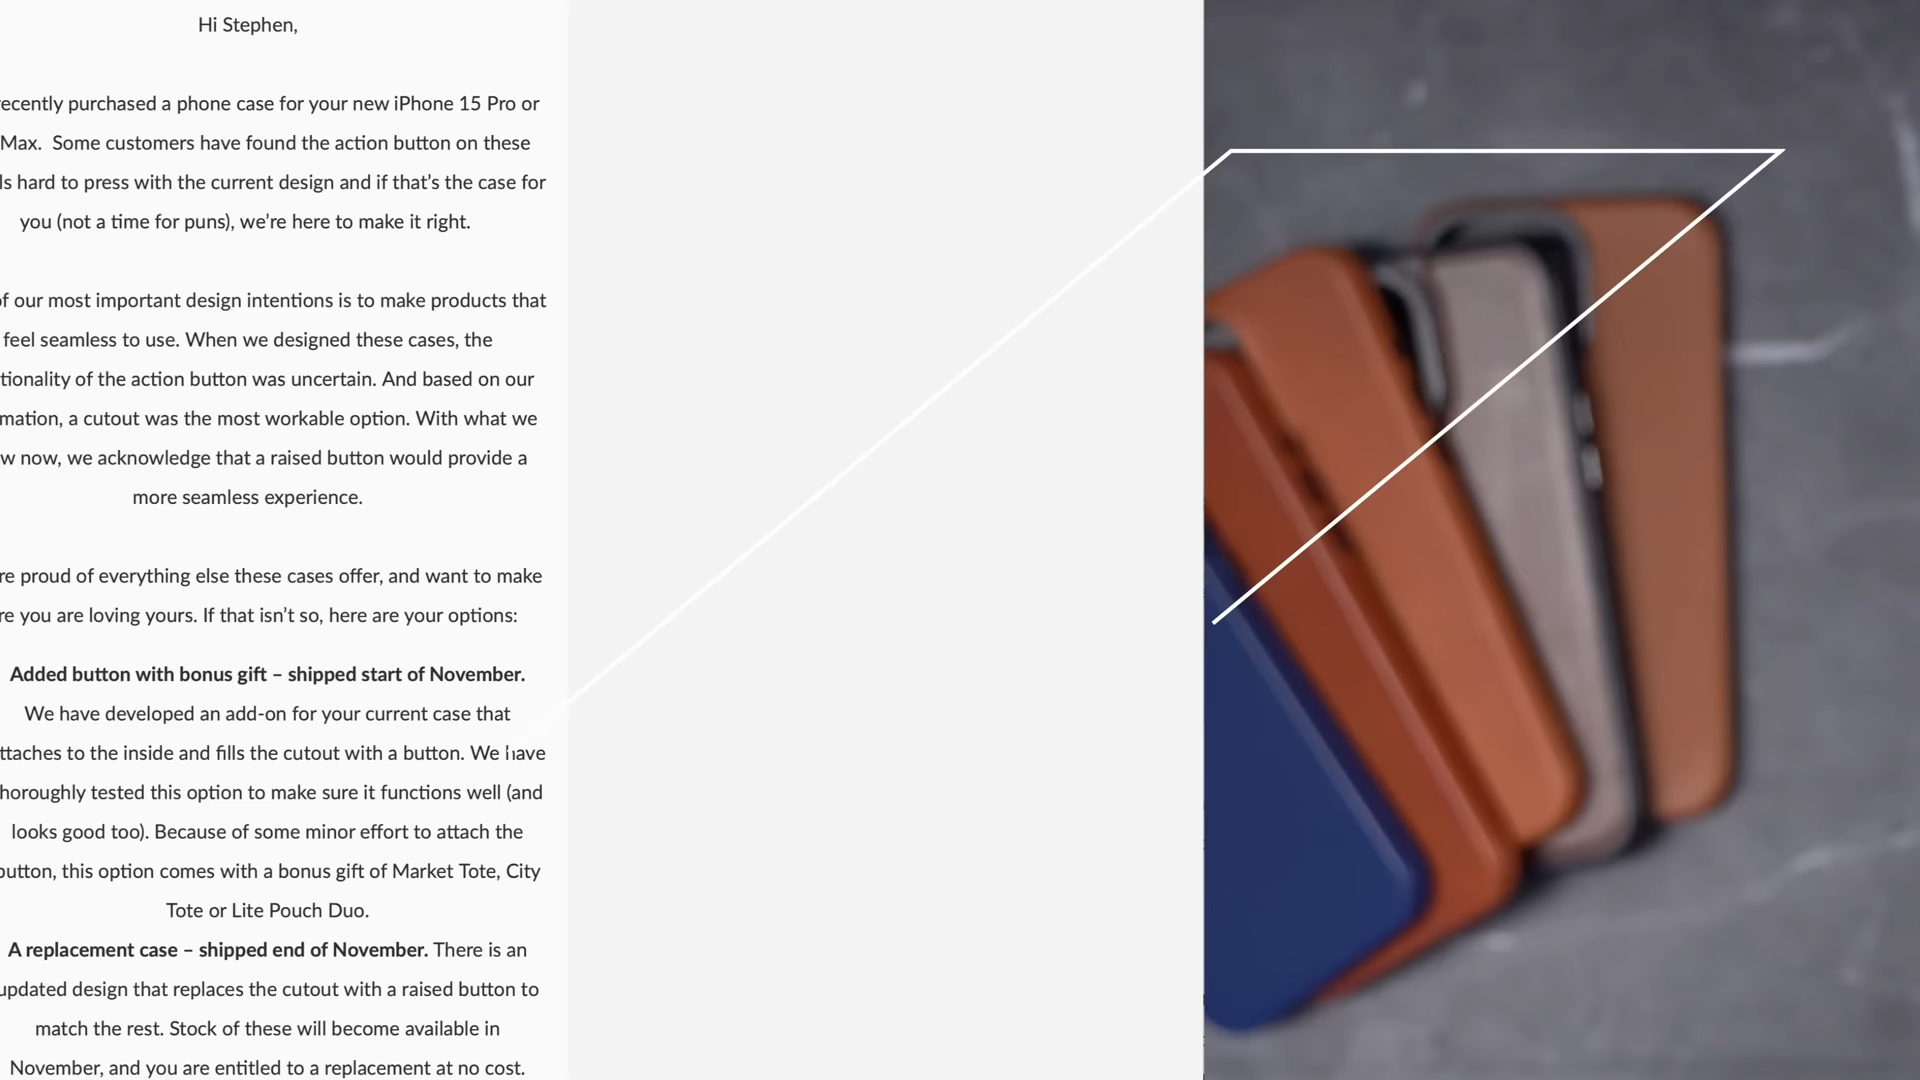 Hi Stephen,
recently purchased a phone case for your new iPhone 15 Pro or
Max.  Some customers have found the action button on these
ls hard to press with the current design and if that’s the case for
you (not a time for puns), we’re here to make it right.
of our most important design intentions is to make products that
feel seamless to use. When we designed these cases, the
tionality of the action button was uncertain. And based on our
mation, a cutout was the most workable option. With what we
w now, we acknowledge that a raised button would provide a
more seamless experience.
re proud of everything else these cases offer, and want to make
re you are loving yours. If that isn’t so, here are your options:
Added button with bonus gift – shipped start of November.
We have developed an add-on for your current case that
ttaches to the inside and fills the cutout with a button. We have
horoughly tested this option to make sure it functions well (and
looks good too). Because of some minor effort to attach the
button, this option comes with a bonus gift of Market Tote, City
Tote or Lite Pouch Duo.
A replacement case – shipped end of November. There is an
updated design that replaces the cutout with a raised button to
match the rest. Stock of these will become available in
November, and you are entitled to a replacement at no cost.